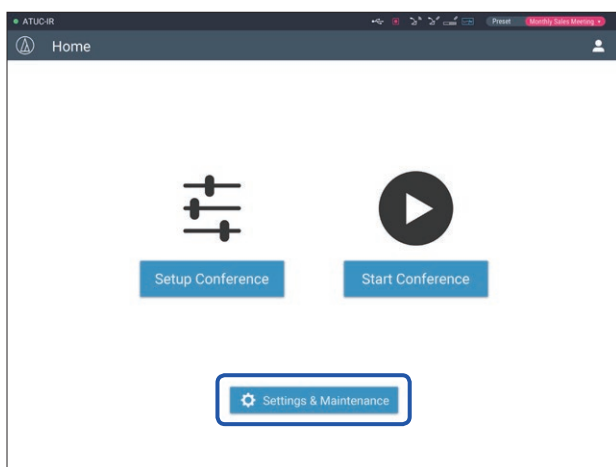 ATUC-IR Preset Monthly Sales Meeting
Home
Setup Conference Start Conference
Settings & Maintenance